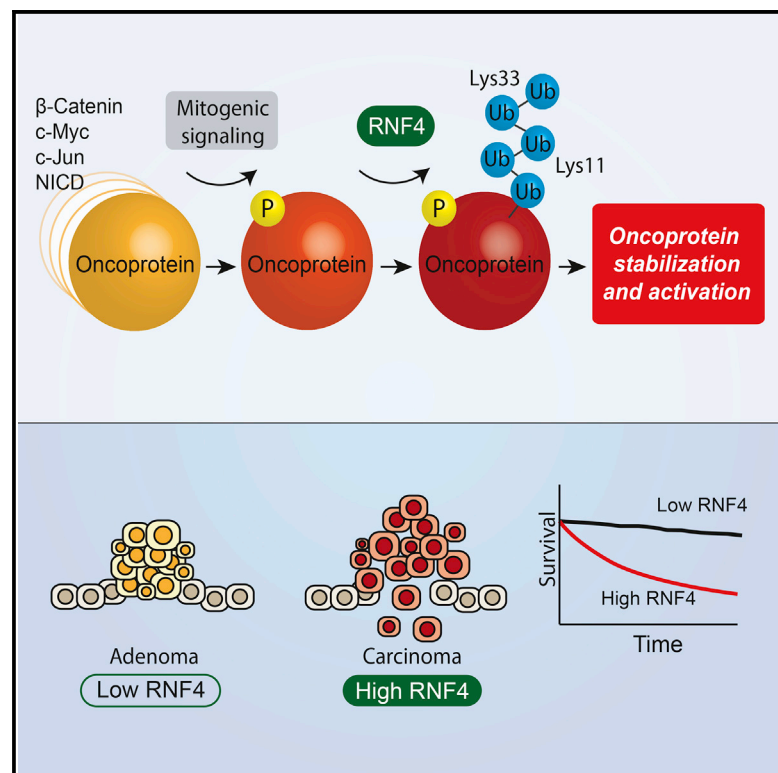 β-Catenin
c-Myc
c-Jun
NICD
Mitogenic
signaling
RNF4
Lys33
Ub
Ub
Ub
Ub
Ub
Lys11
P
P
Oncoprotein
Oncoprotein
Oncoprotein
Oncoprotein
stabilization
and activation
Adenoma
Low RNF4
Carcinoma
High RNF4
Survival
Low RNF4
High RNF4
Time